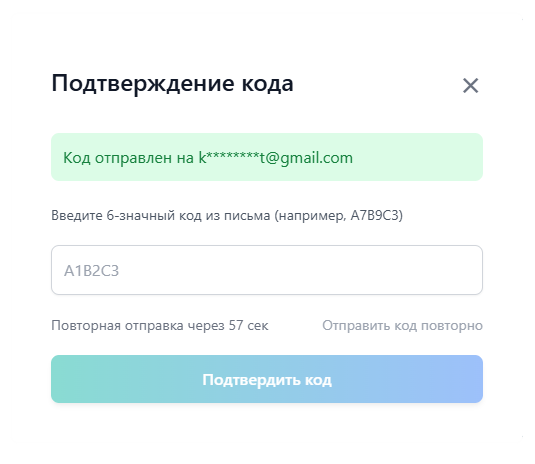 Подтверждение кода
Код отправлен на k********t@gmail.com
Введите 6-значный код из письма (например, A7B9C3)
A1B2C3
Повторная отправка через 57 сек Отправить код повторно
Подтвердить код